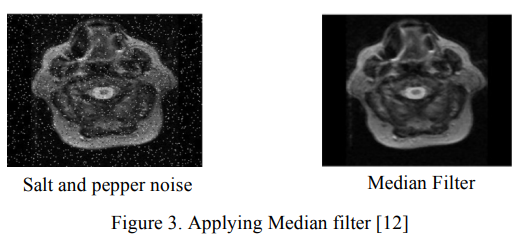 Salt and pepper noise
Median Filter
Figure 3. Applying Median filter [12]